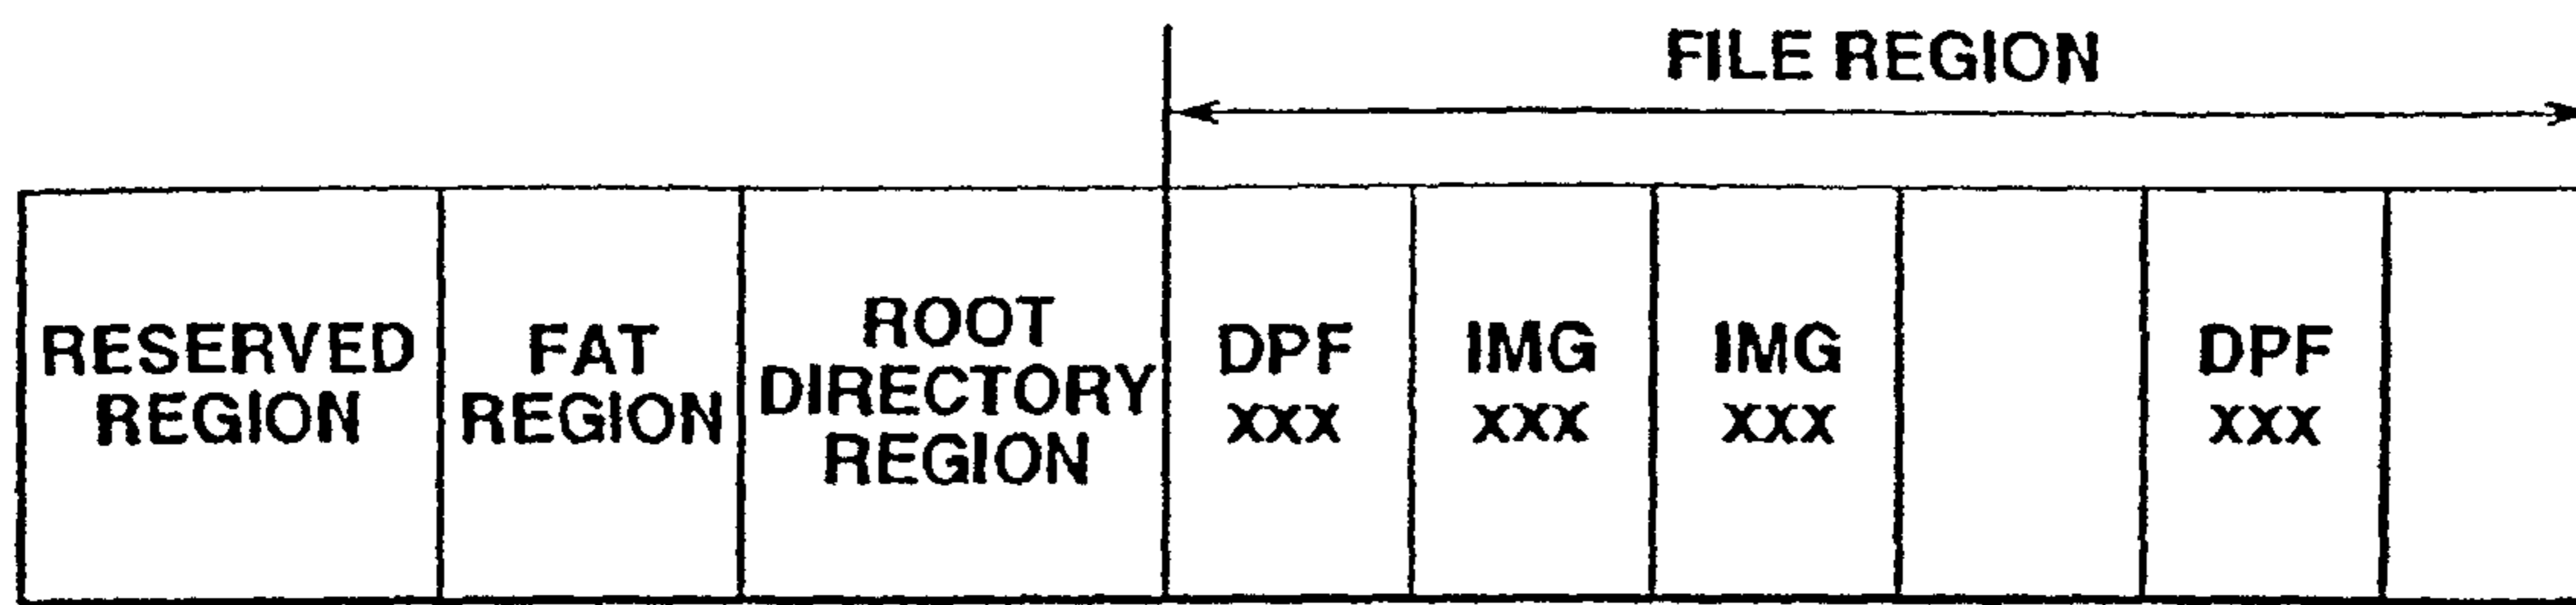 FILE REGION
RESERVED
REGION
FAT
REGION
ROOT
DIRECTORY
REGION
DPF
xxx
IMG
xxx
IMG
xxx
DPF
xxx